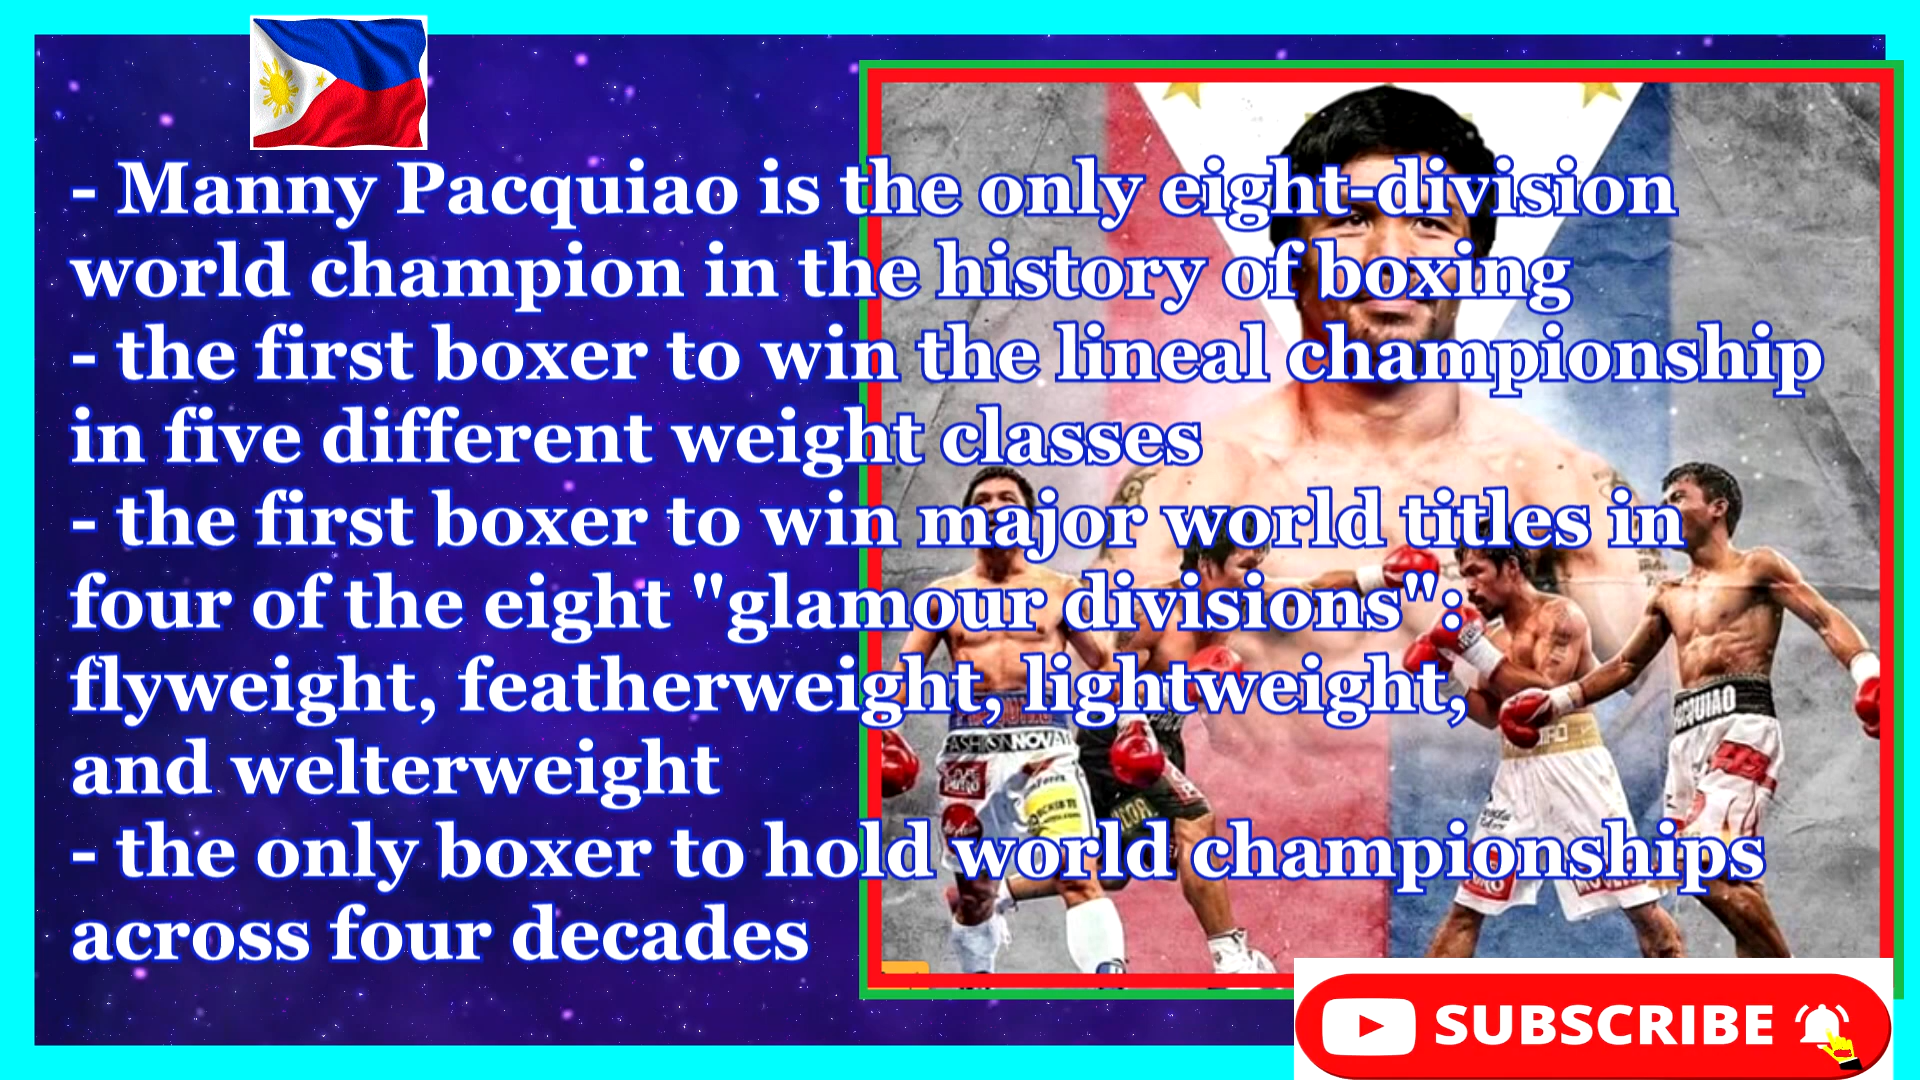 - Manny Pacquiao is the only eight-division
world champion in the history of boxing
- the first boxer to win the lineal championship
in five different weight classes
- the first boxer to win major world titles in
four of the eight "glamour divisions":
flyweight, featherweight, lightweight,
and welterweight
- the only boxer to hold world championships
across four decades
SUBSCRIBE